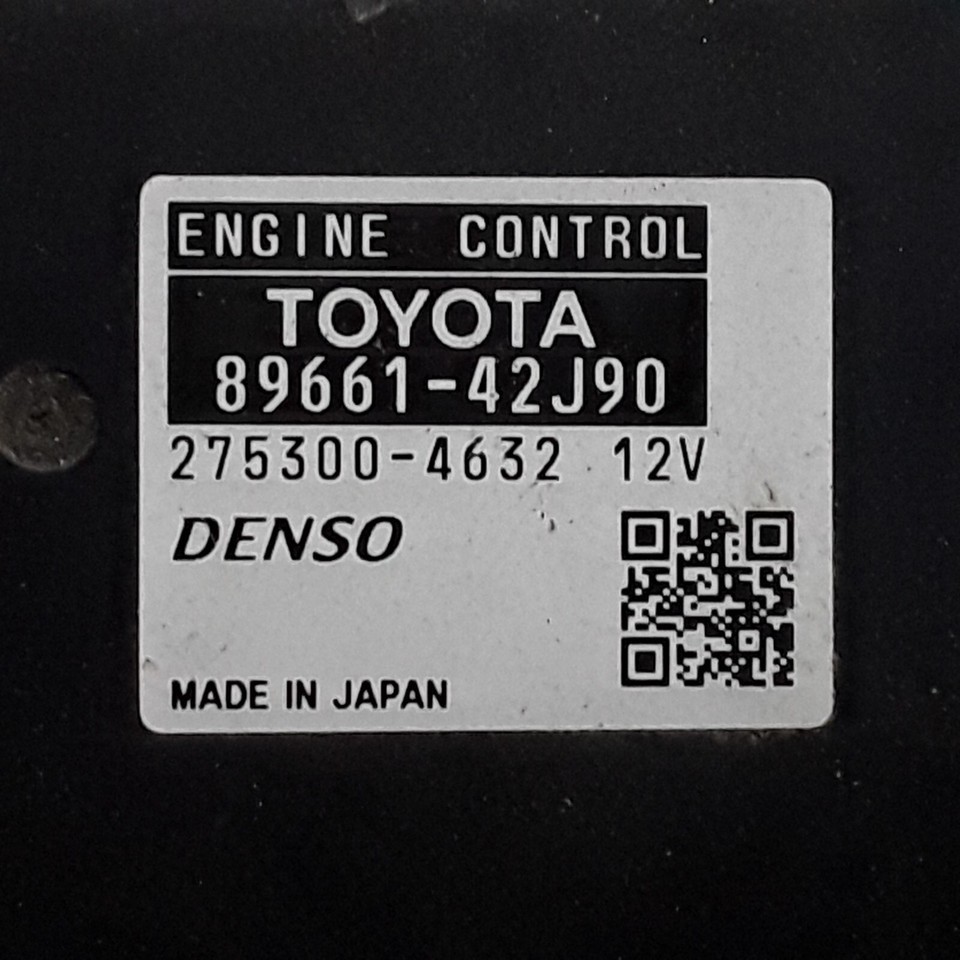 ENGINE CONTROL
TOYOTA
89661-42J90
275300-4632 12V
DENSO
MADE IN JAPAN